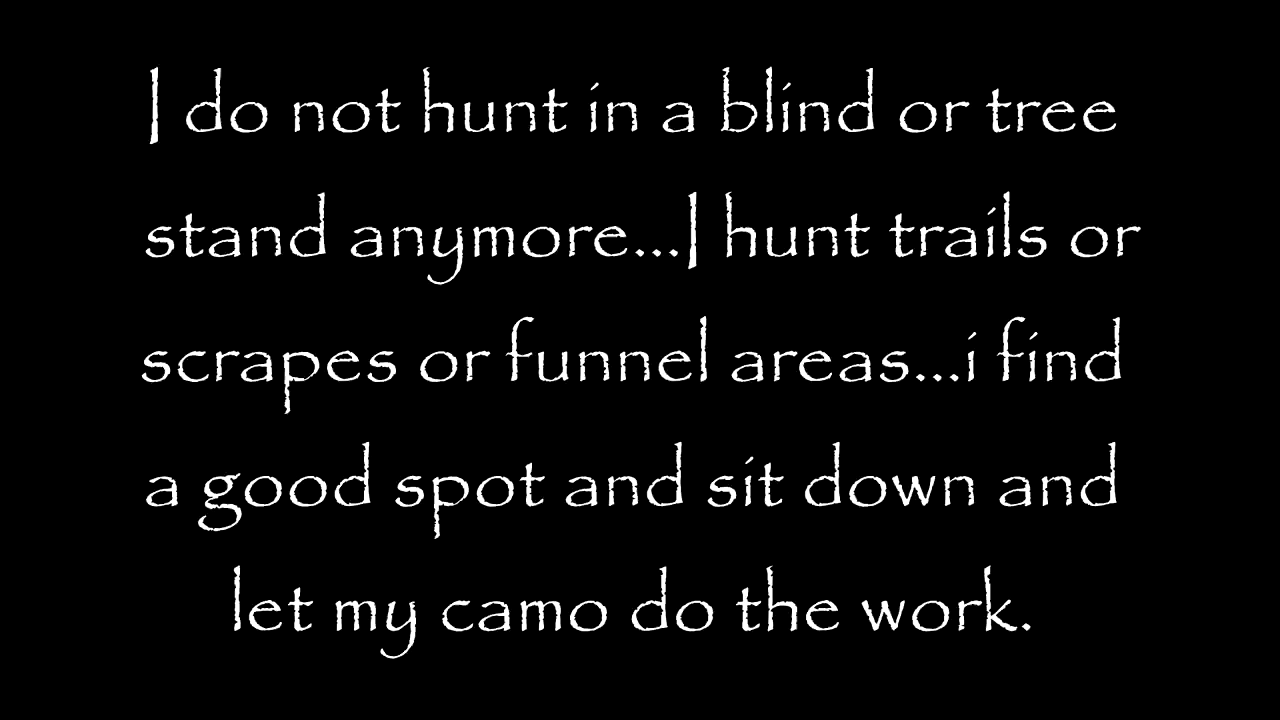 I do not hunt in a blind or tree
stand anymore...I hunt trails or
scrapes or funnel areas...i find
a good spot and sit down and
let my camo do the work.